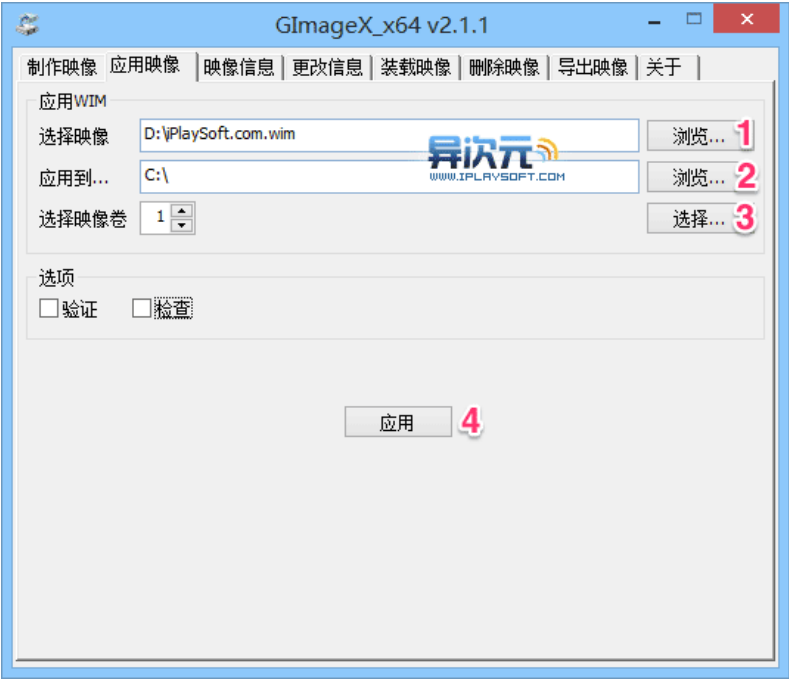 GImageX_x64 v2.1.1
制作映像 应用映像 映像信息 更改信息 装载映像 删除映像 导出映像 关于
应用WIM
选择映像 D:\iPlaySoft.com.wim 浏览... 1
异次元
WWW.IPLAYSOFT.COM
应用到... C:\ 浏览... 2
选择映像卷 1 选择... 3
选项
验证 检查
应用 4